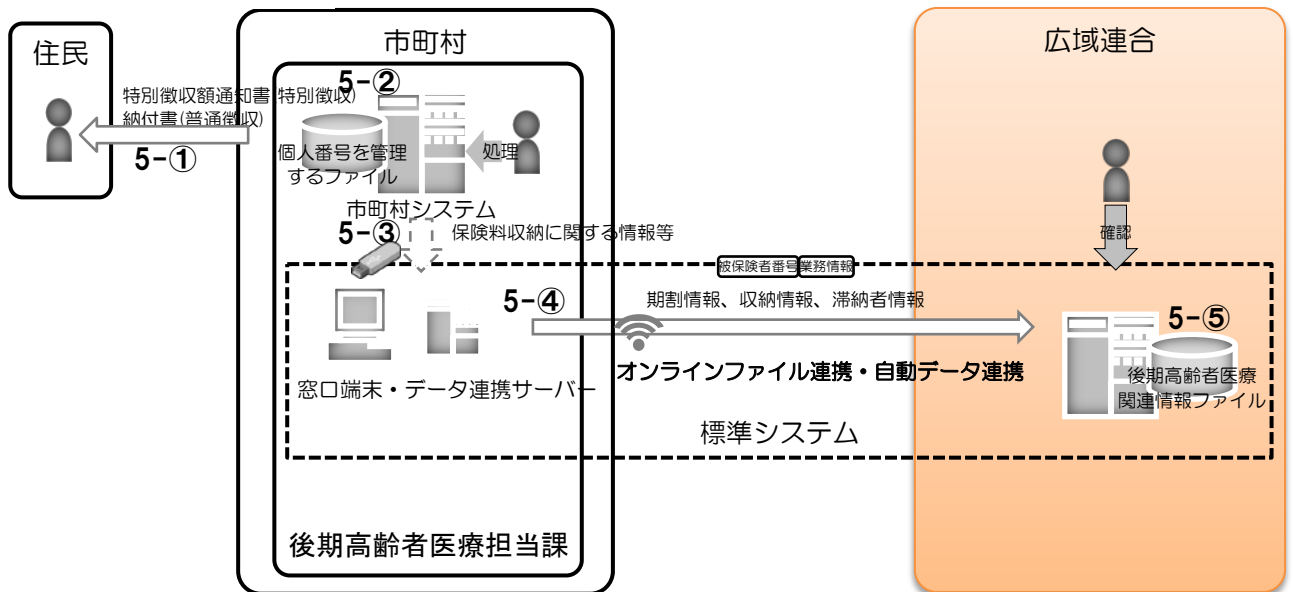 住民
市町村
広域連合
5-②
特別徴収額通知書(特別徴収)
納付書(普通徴収)
5-①
個人番号を管理
するファイル
処理
市町村システム
5-③
保険料収納に関する情報等
確認
被保険者番号
業務情報
5-④
期割情報、収納情報、滞納者情報
5-⑤
オンラインファイル連携・自動データ連携
窓口端末・データ連携サーバー
後期高齢者医療
関連情報ファイル
標準システム
後期高齢者医療担当課